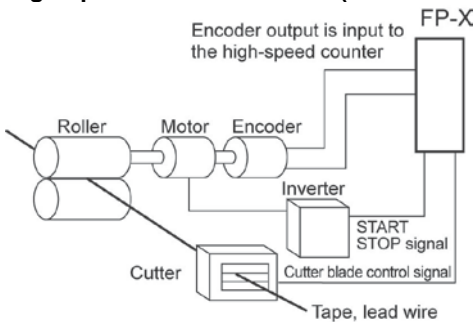 FP-X
Encoder output is input to
the high-speed counter
Roller
Motor
Encoder
Inverter
START
STOP signal
Cutter
Cutter blade control signal
Tape, lead wire